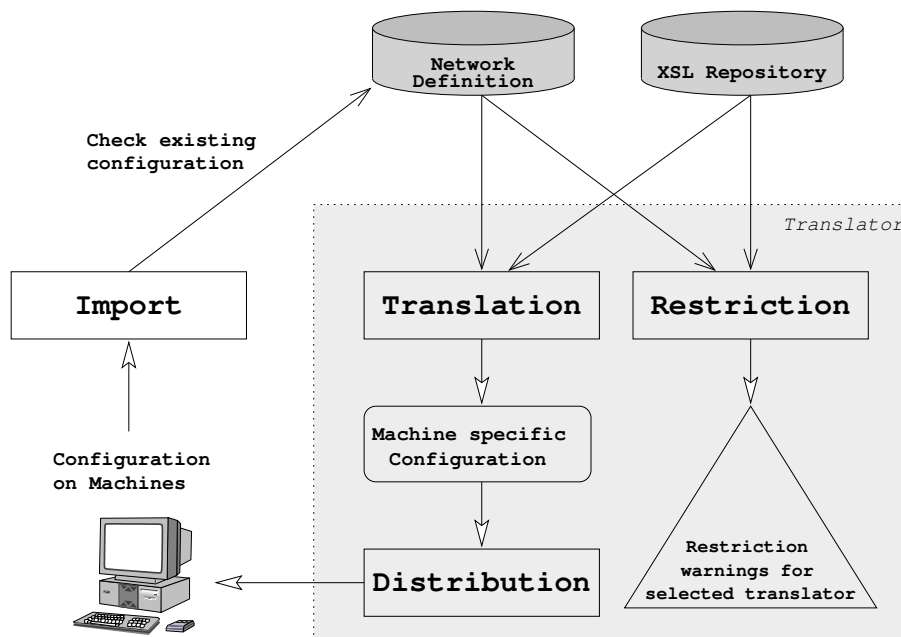 Network
Definition
XSL Repository
Check existing
configuration
Translator
Import
Translation
Restriction
Machine specific
Configuration
Configuration
on Machines
Distribution
Restriction
warnings for
selected translator